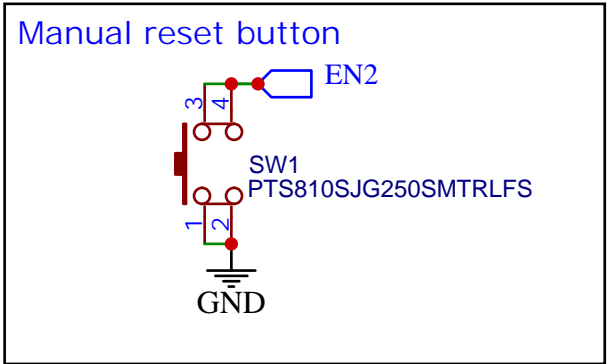 Manual reset button
EN2
3 4
SW1
PTS810SJG250SMTRLFS
1 2
GND